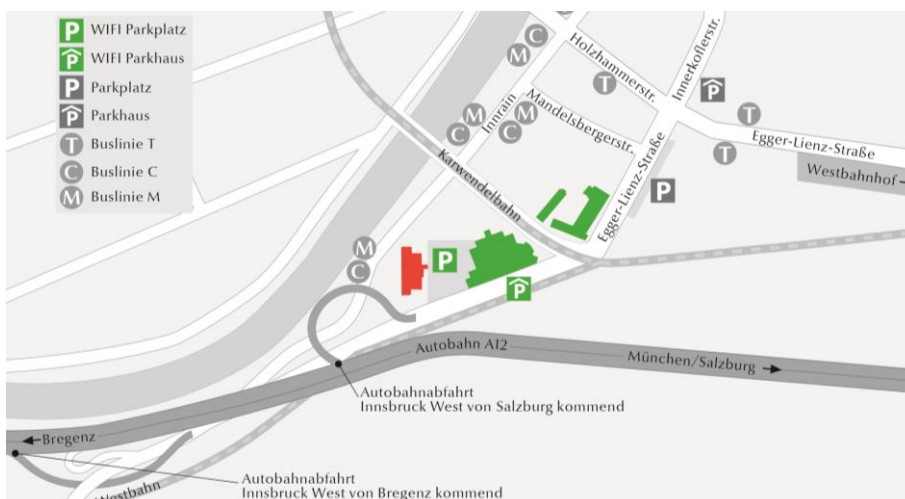 P WIFI Parkplatz
P WIFI Parkhaus
P Parkplatz
P Parkhaus
T Buslinie T
C Buslinie C
M Buslinie M
C
M
Holzhammerstr.
T
Innerkoflerstr.
P
M
C
Innrain
M
C
Mandelsbergerstr.
T
T
Egger-Lienz-Straße
Westbahnhof
Karwendelbahn
Egger-Lienz-Straße
P
M
C
P
P
Autobahn A12
München/Salzburg
Autobahnabfahrt
Innsbruck West von Salzburg kommend
Bregenz
Autobahnabfahrt
Innsbruck West von Bregenz kommend
Westbahn